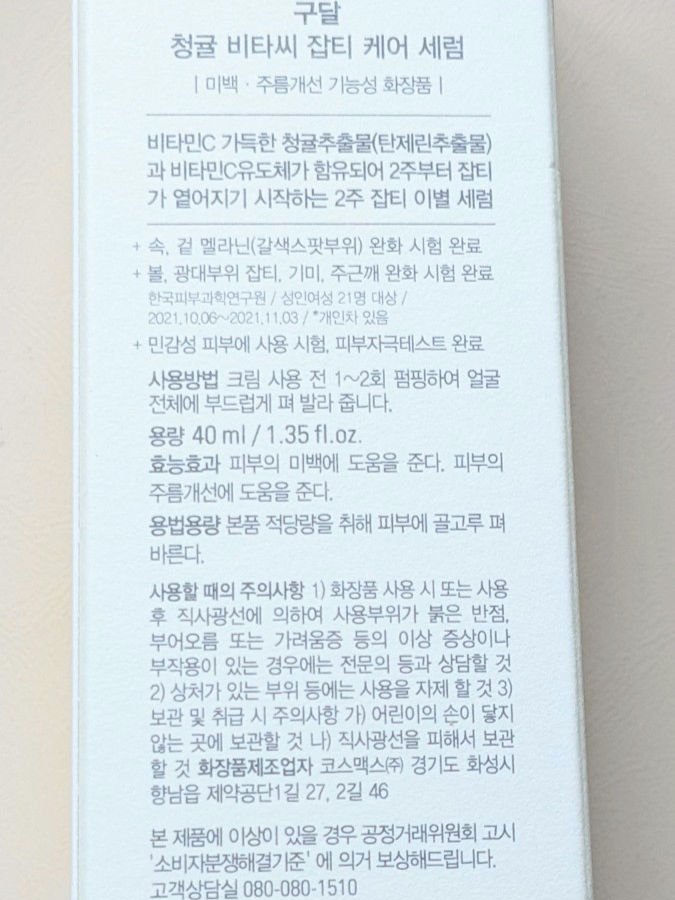 구달
청귤 비타씨 잡티 케어 세럼
| 미백 · 주름개선 기능성 화장품 |
비타민C 가득한 청귤추출물(탄제린추출물)
과 비타민C유도체가 함유되어 2주부터 잡티
가 옅어지기 시작하는 2주 잡티 이별 세럼
+ 속, 겉 멜라닌(갈색스팟부위) 완화 시험 완료
+ 볼, 광대부위 잡티, 기미, 주근깨 완화 시험 완료
한국피부과학연구원 / 성인여성 21명 대상 /
2021.10.06~2021.11.03 / *개인차 있음
+ 민감성 피부에 사용 시험, 피부자극테스트 완료
사용방법 크림 사용 전 1~2회 펌핑하여 얼굴
전체에 부드럽게 펴 발라 줍니다.
용량 40 ml / 1.35 fl.oz.
효능효과 피부의 미백에 도움을 준다. 피부의
주름개선에 도움을 준다.
용법용량 본품 적당량을 취해 피부에 골고루 펴
바른다.
사용할 때의 주의사항 1) 화장품 사용 시 또는 사용
후 직사광선에 의하여 사용부위가 붉은 반점,
부어오름 또는 가려움증 등의 이상 증상이나
부작용이 있는 경우에는 전문의 등과 상담할 것
2) 상처가 있는 부위 등에는 사용을 자제 할 것 3)
보관 및 취급 시 주의사항 가) 어린이의 손이 닿지
않는 곳에 보관할 것 나) 직사광선을 피해서 보관
할 것 화장품제조업자 코스맥스㈜ 경기도 화성시
향남읍 제약공단1길 27, 2길 46
본 제품에 이상이 있을 경우 공정거래위원회 고시
'소비자분쟁해결기준' 에 의거 보상해드립니다.
고객상담실 080-080-1510